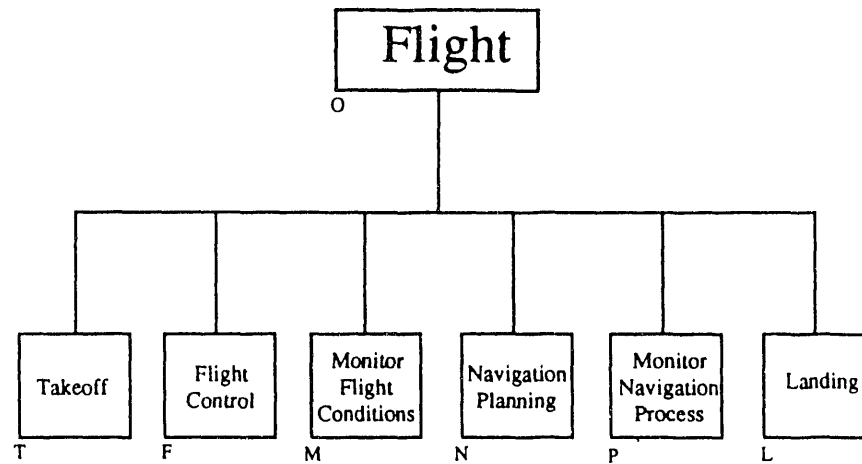 Flight
O
Takeoff
Flight
Control
Monitor
Flight
Conditions
Navigation
Planning
Monitor
Navigation
Process
Landing
T
F
M
N
P
L